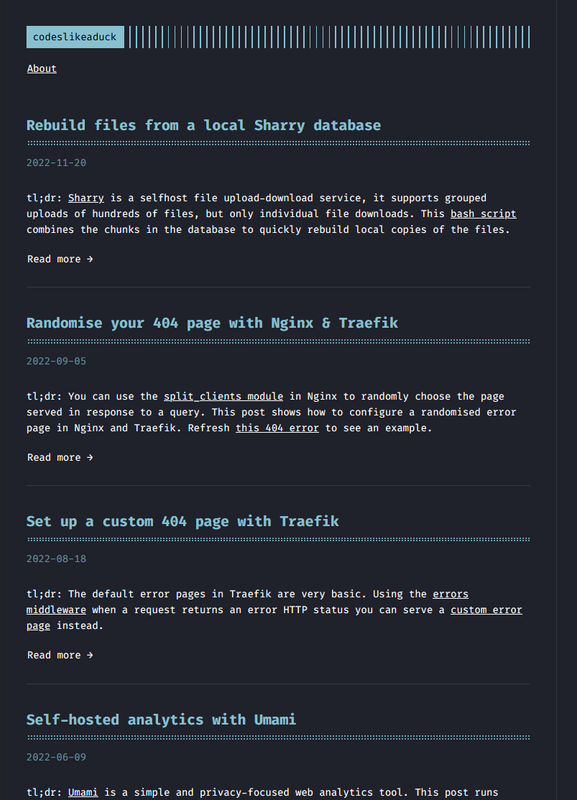 codeslikeaduck
About
Rebuild files from a local Sharry database
2022-11-20
tl;dr: Sharry is a selfhost file upload-download service, it supports grouped
uploads of hundreds of files, but only individual file downloads. This bash script
combines the chunks in the database to quickly rebuild local copies of the files.
Read more →
Randomise your 404 page with Nginx & Traefik
2022-09-05
tl;dr: You can use the split_clients module in Nginx to randomly choose the page
served in response to a query. This post shows how to configure a randomised error
page in Nginx and Traefik. Refresh this 404 error to see an example.
Read more →
Set up a custom 404 page with Traefik
2022-08-18
tl;dr: The default error pages in Traefik are very basic. Using the errors
middleware when a request returns an error HTTP status you can serve a custom error
page instead.
Read more →
Self-hosted analytics with Umami
2022-06-09
tl;dr: Umami is a simple and privacy-focused web analytics tool. This post runs